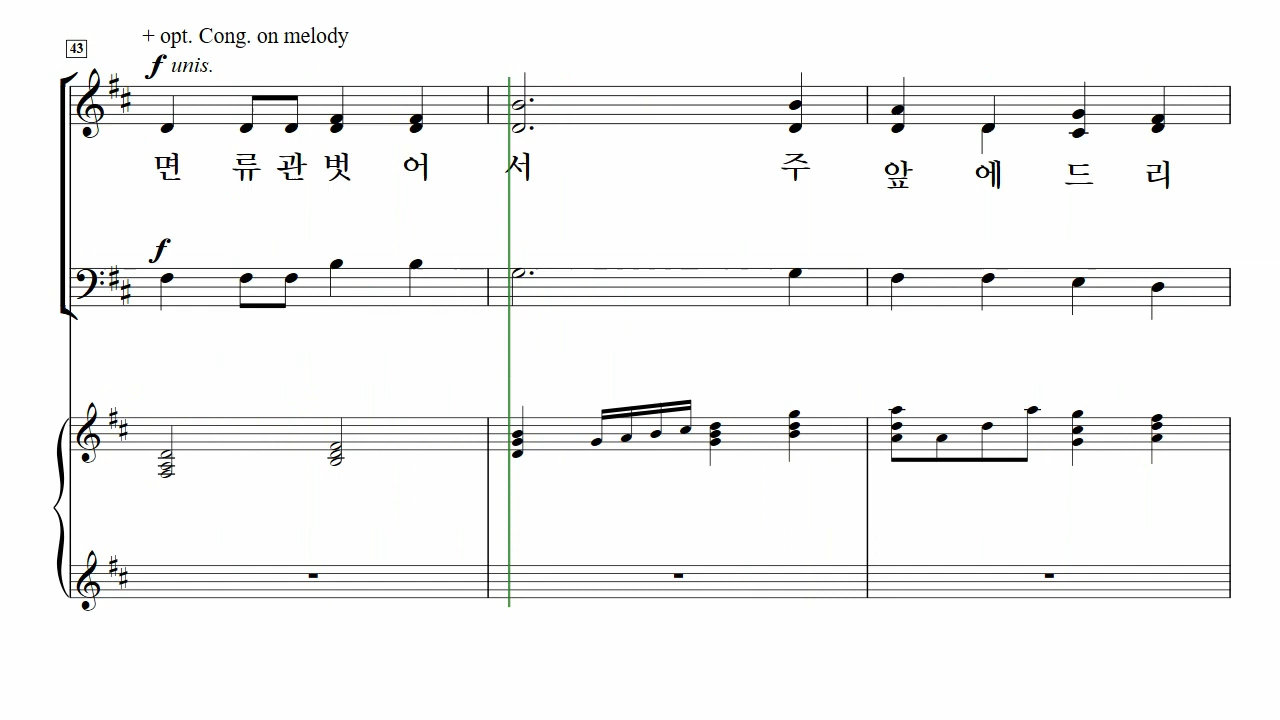 + opt. Cong. on melody
43
f unis.
면 류 관 벗 어 서 주 앞 에 드 리
f